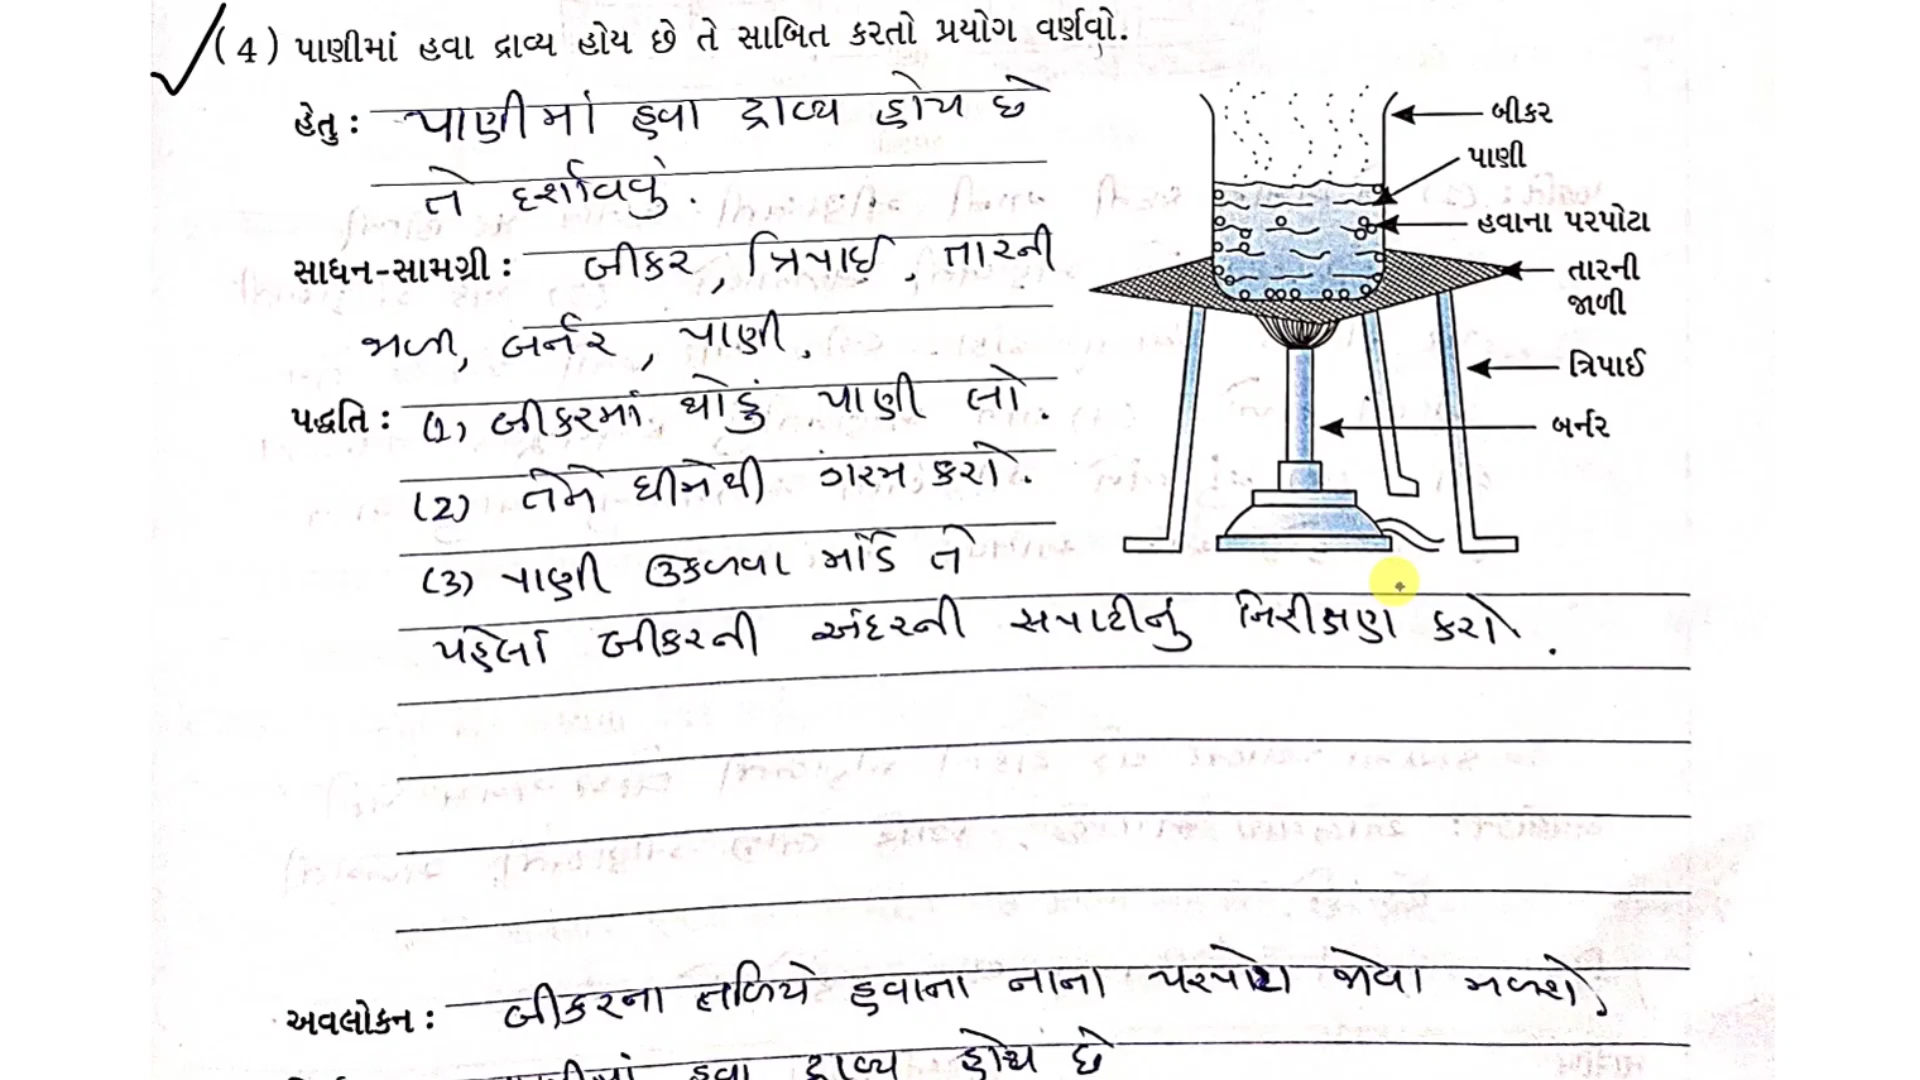 (4) પાણીમાં હવા દ્રાવ્ય હોય છે તે સાબિત કરતો પ્રયોગ વર્ણવો.
હેતુ : પાણીમાં હવા દ્રાવ્ય હોય છે
તે દર્શાવવું.
સાધન-સામગ્રી : બીકર, ત્રિપાઈ, તારની
જાળી, બર્નર, પાણી.
પદ્ધતિ : (1) બીકરમાં થોડું પાણી લો.
(2) તેને ધીમેથી ગરમ કરો.
(3) પાણી ઉકળવા માંડે તે
પહેલાં બીકરની અંદરની સપાટીનું નિરીક્ષણ કરો.
અવલોકન : બીકરના તળિયે હવાના નાના પરપોટા જોવા મળશે.
હવા દ્રાવ્ય હોય છે
બીકર
પાણી
હવાના પરપોટા
તારની
જાળી
ત્રિપાઈ
બર્નર